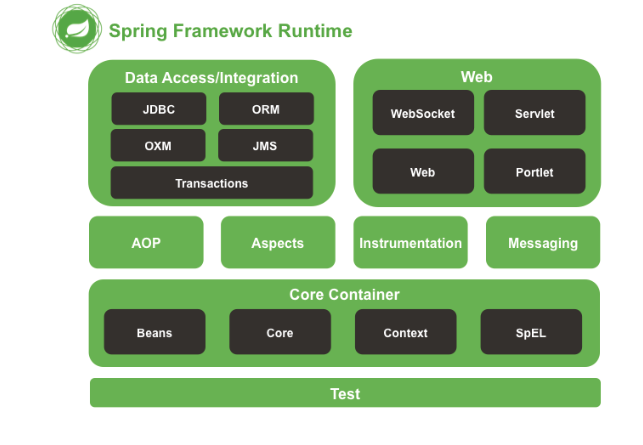 Spring Framework Runtime
Data Access/Integration
JDBC
ORM
OXM
JMS
Transactions
Web
WebSocket
Servlet
Web
Portlet
AOP
Aspects
Instrumentation
Messaging
Core Container
Beans
Core
Context
SpEL
Test